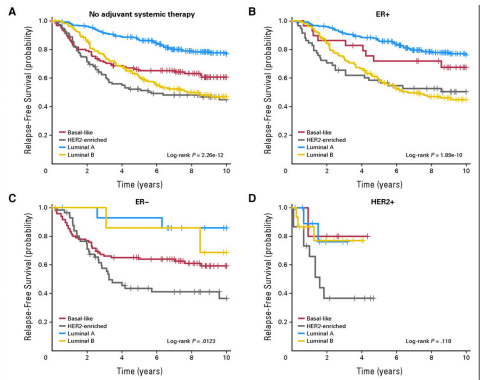 A
No adjuvant systemic therapy
Relapse-Free Survival (probability)
1.0
0.8
0.6
0.4
0.2
Basal-like
HER2-enriched
Luminal A
Luminal B
Log-rank P = 2.26e-12
0 2 4 6 8 10
Time (years)
B
ER+
Relapse-Free Survival (probability)
1.0
0.8
0.6
0.4
0.2
Basal-like
HER2-enriched
Luminal A
Luminal B
Log-rank P = 1.89e-10
0 2 4 6 8 10
Time (years)
C
ER−
Relapse-Free Survival (probability)
1.0
0.8
0.6
0.4
0.2
Basal-like
HER2-enriched
Luminal A
Luminal B
Log-rank P = .0123
0 2 4 6 8 10
Time (years)
D
HER2+
Relapse-Free Survival (probability)
1.0
0.8
0.6
0.4
0.2
Basal-like
HER2-enriched
Luminal A
Luminal B
Log-rank P = .118
0 2 4 6 8 10
Time (years)